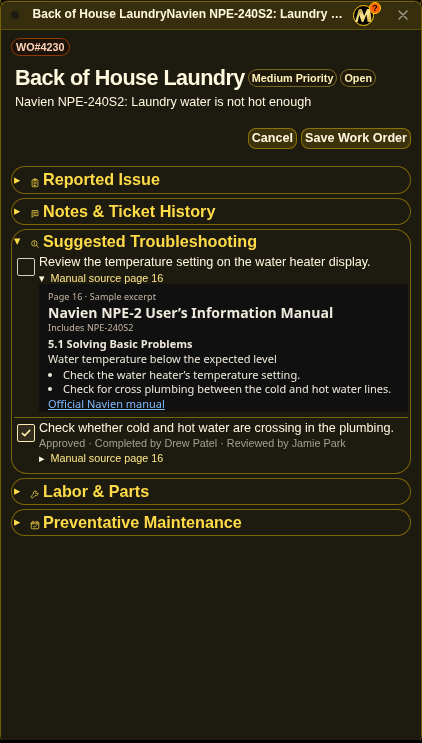 Back of House LaundryNavien NPE-240S2: Laundry ...
M ?
WO#4230
Back of House Laundry Medium Priority Open
Navien NPE-240S2: Laundry water is not hot enough
Cancel Save Work Order
Reported Issue
Notes & Ticket History
Suggested Troubleshooting
Review the temperature setting on the water heater display.
Manual source page 16
Page 16 · Sample excerpt
Navien NPE-2 User’s Information Manual
Includes NPE-240S2
5.1 Solving Basic Problems
Water temperature below the expected level
• Check the water heater’s temperature setting.
• Check for cross plumbing between the cold and hot water lines.
Official Navien manual
Check whether cold and hot water are crossing in the plumbing.
Approved · Completed by Drew Patel · Reviewed by Jamie Park
Manual source page 16
Labor & Parts
Preventative Maintenance